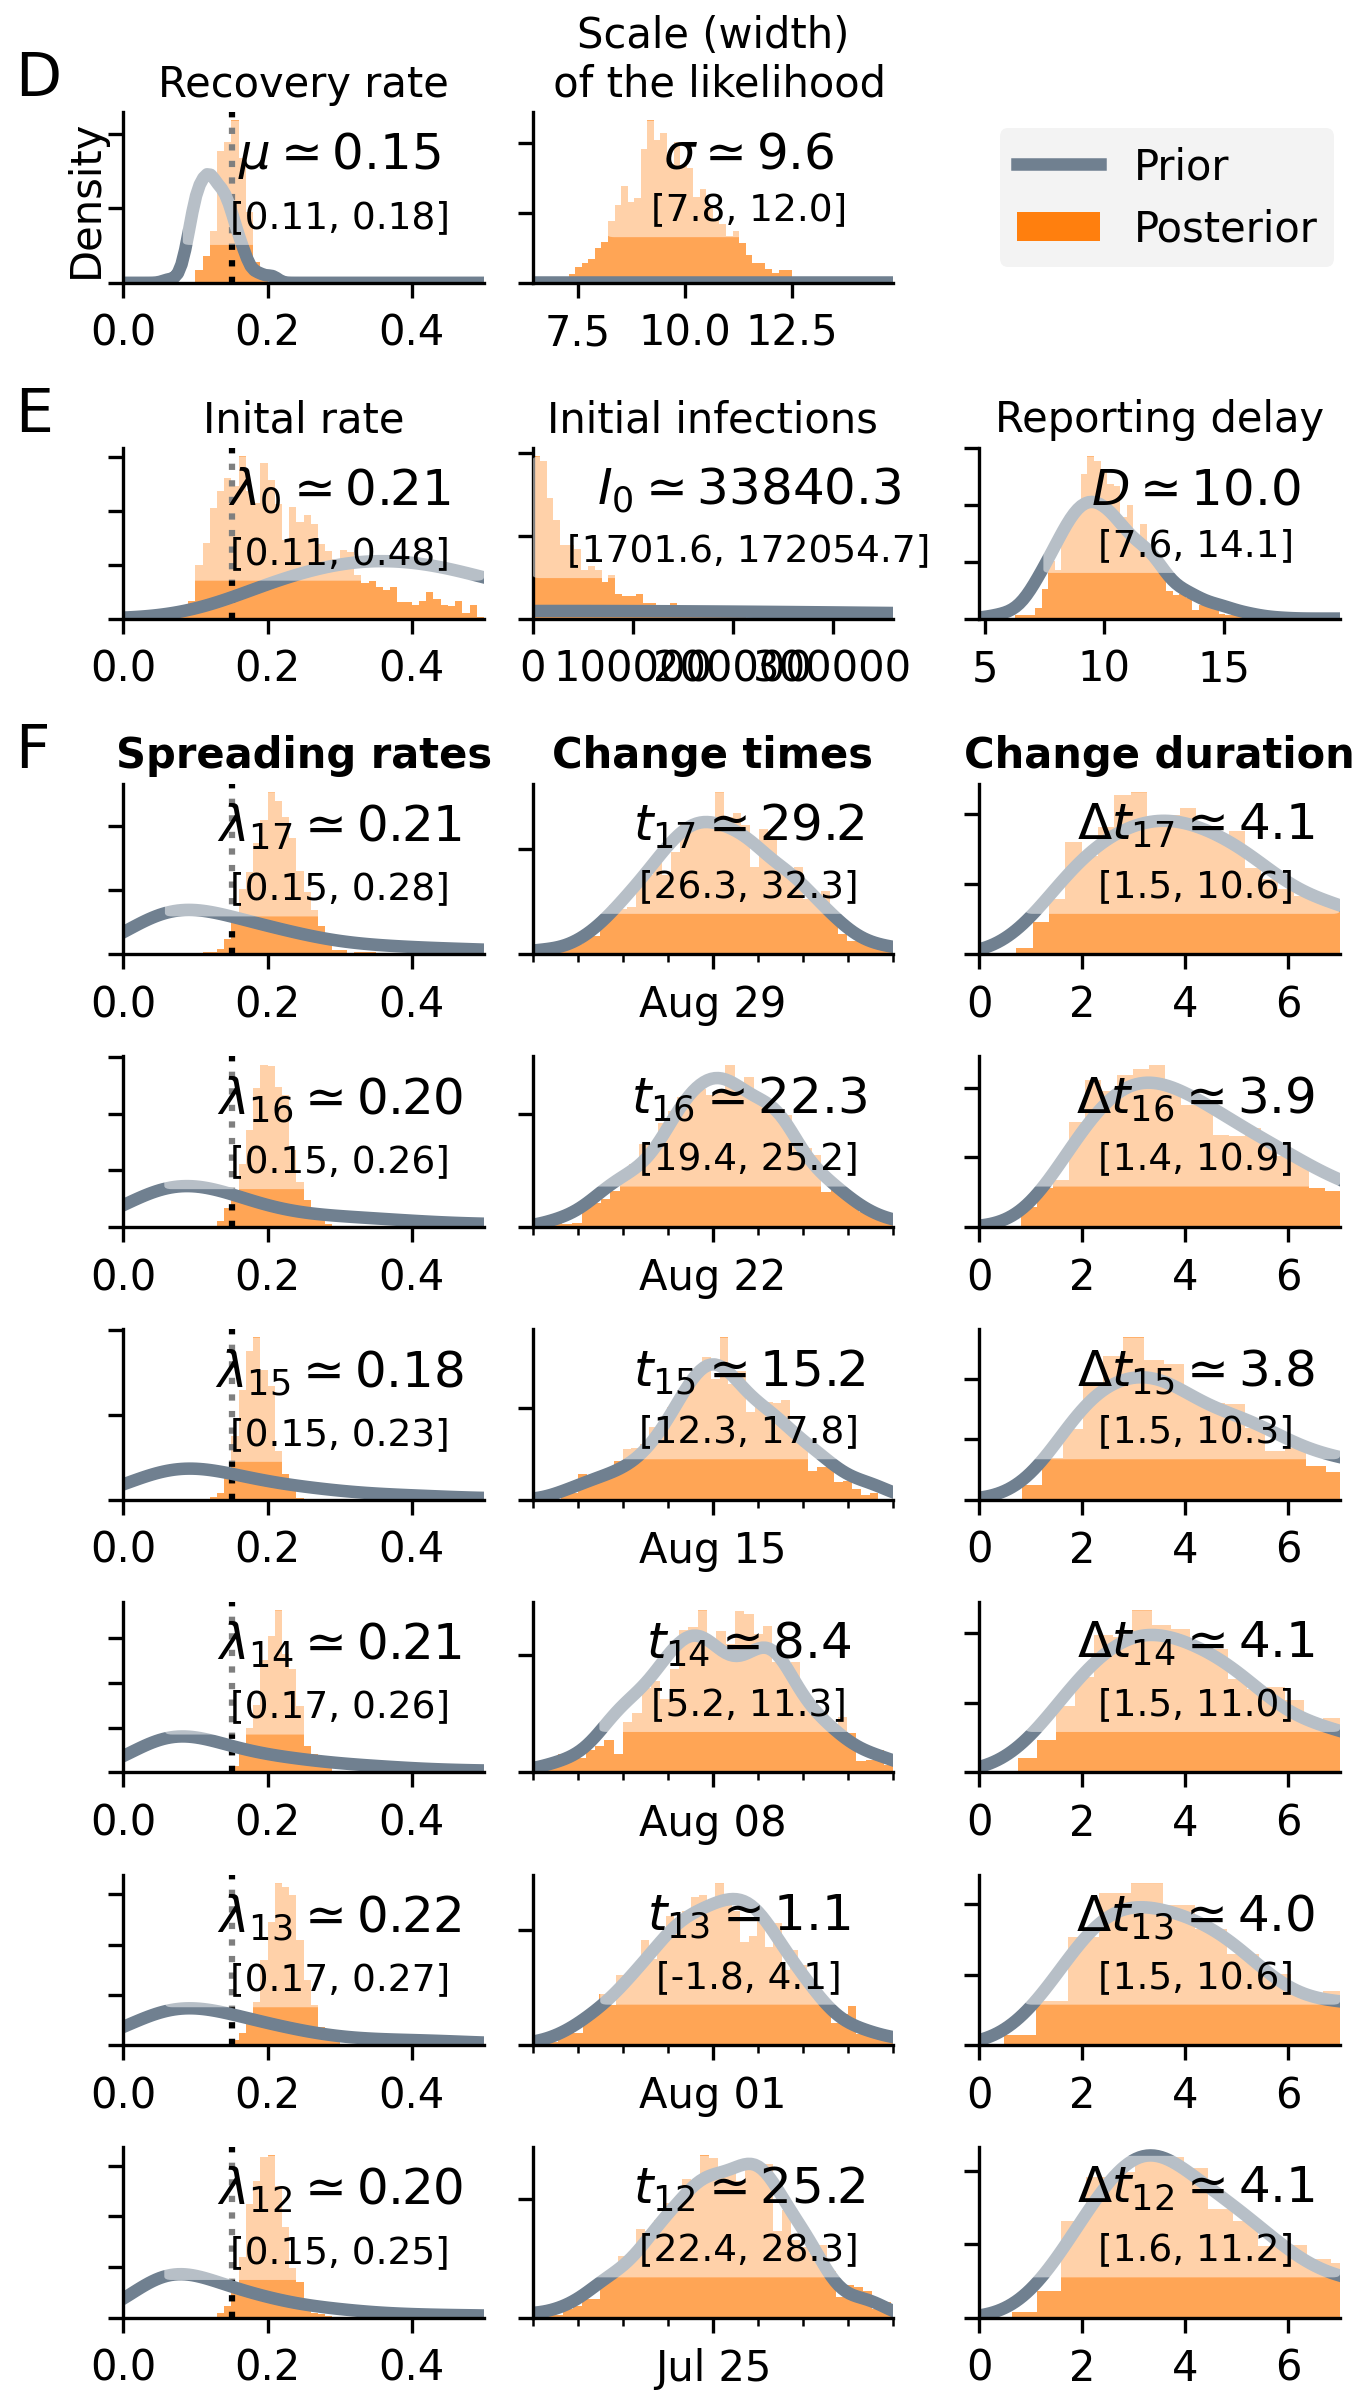 D
Recovery rate
Scale (width)
of the likelihood
Density
μ ≃ 0.15
[0.11, 0.18]
σ ≃ 9.6
[7.8, 12.0]
Prior
Posterior
0.0 0.2 0.4
7.5 10.0 12.5
E
Inital rate
Initial infections
Reporting delay
λ0 ≃ 0.21
[0.11, 0.48]
I0 ≃ 33840.3
[1701.6, 172054.7]
D ≃ 10.0
[7.6, 14.1]
0.0 0.2 0.4
0 100000 200000 300000
5 10 15
F
Spreading rates
Change times
Change duration
λ17 ≃ 0.21
[0.15, 0.28]
t17 ≃ 29.2
[26.3, 32.3]
Δt17 ≃ 4.1
[1.5, 10.6]
0.0 0.2 0.4
Aug 29
0 2 4 6
λ16 ≃ 0.20
[0.15, 0.26]
t16 ≃ 22.3
[19.4, 25.2]
Δt16 ≃ 3.9
[1.4, 10.9]
0.0 0.2 0.4
Aug 22
0 2 4 6
λ15 ≃ 0.18
[0.15, 0.23]
t15 ≃ 15.2
[12.3, 17.8]
Δt15 ≃ 3.8
[1.5, 10.3]
0.0 0.2 0.4
Aug 15
0 2 4 6
λ14 ≃ 0.21
[0.17, 0.26]
t14 ≃ 8.4
[5.2, 11.3]
Δt14 ≃ 4.1
[1.5, 11.0]
0.0 0.2 0.4
Aug 08
0 2 4 6
λ13 ≃ 0.22
[0.17, 0.27]
t13 ≃ 1.1
[-1.8, 4.1]
Δt13 ≃ 4.0
[1.5, 10.6]
0.0 0.2 0.4
Aug 01
0 2 4 6
λ12 ≃ 0.20
[0.15, 0.25]
t12 ≃ 25.2
[22.4, 28.3]
Δt12 ≃ 4.1
[1.6, 11.2]
0.0 0.2 0.4
Jul 25
0 2 4 6